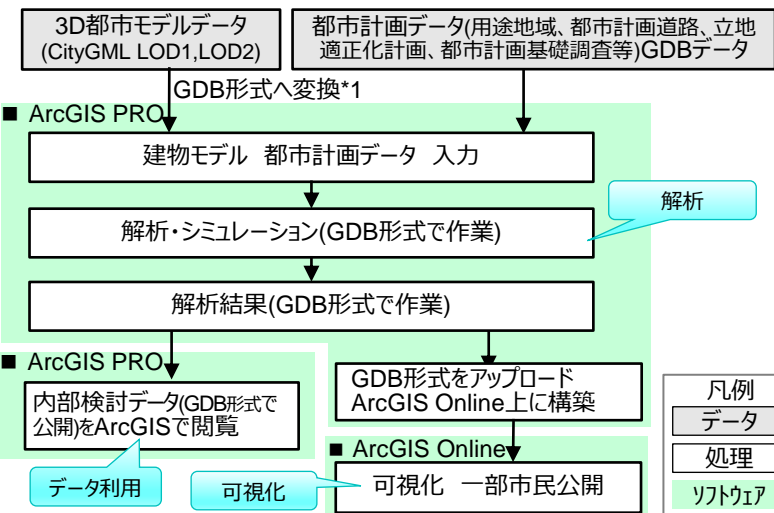 3D都市モデルデータ
(CityGML LOD1,LOD2)
都市計画データ(用途地域、都市計画道路、立地
適正化計画、都市計画基礎調査等)GDBデータ
GDB形式へ変換*1
■ ArcGIS PRO
建物モデル 都市計画データ 入力
解析
解析・シミュレーション(GDB形式で作業)
解析結果(GDB形式で作業)
■ ArcGIS PRO
内部検討データ(GDB形式で
公開)をArcGISで閲覧
GDB形式をアップロード
ArcGIS Online上に構築
■ ArcGIS Online
データ利用
可視化
可視化 一部市民公開
凡例
データ
処理
ソフトウェア